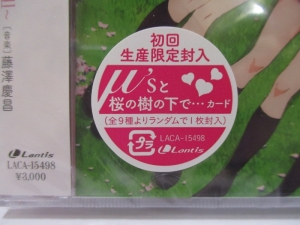 〔音楽〕藤澤慶昌
Lantis
LACA-15498
¥3,000
初回
生産限定封入
μ'sと
桜の樹の下で…カード
(全9種よりランダムで1枚封入)
LACA-15498
プラ
Lantis